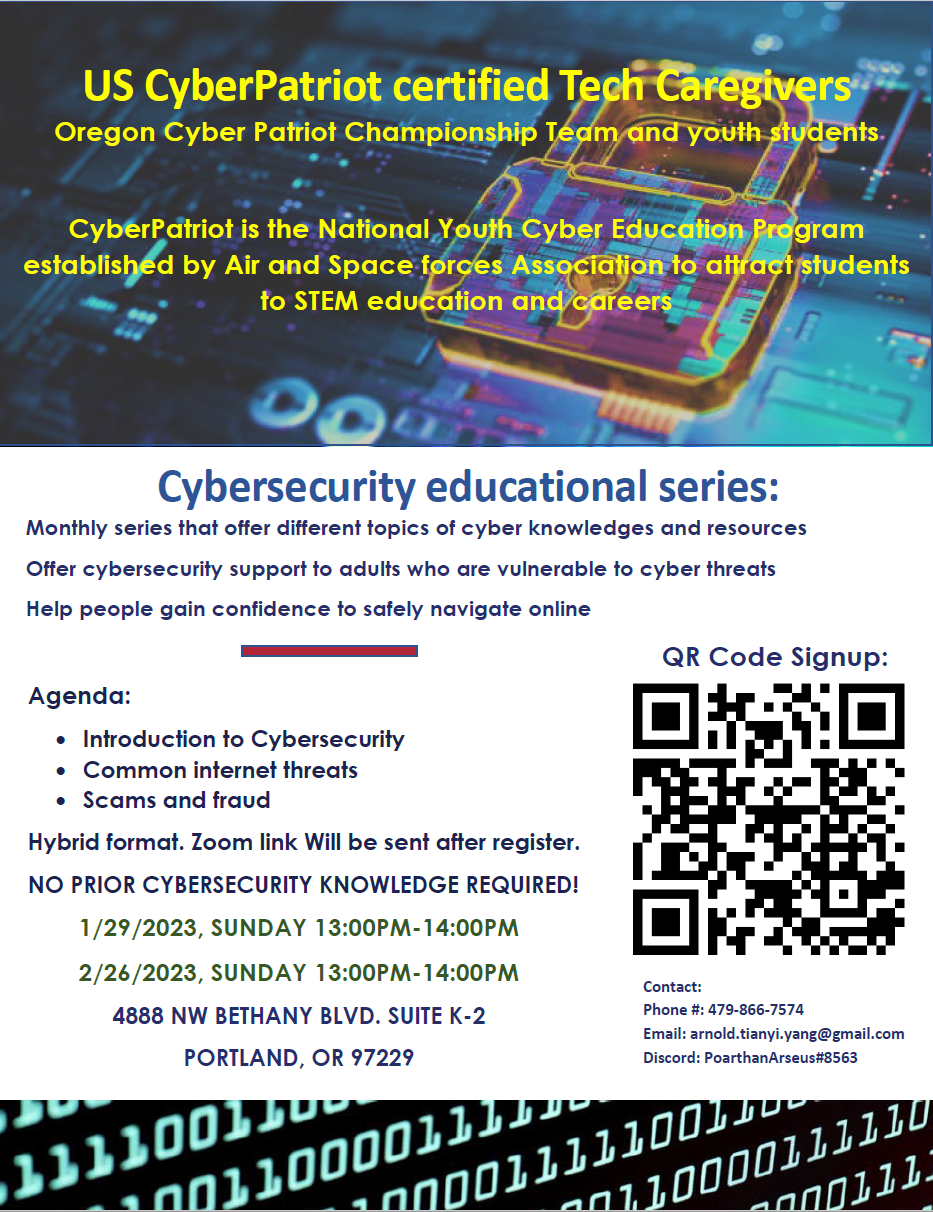 US CyberPatriot certified Tech Caregivers
Oregon Cyber Patriot Championship Team and youth students
CyberPatriot is the National Youth Cyber Education Program
established by Air and Space forces Association to attract students
to STEM education and careers
Cybersecurity educational series:
Monthly series that offer different topics of cyber knowledges and resources
Offer cybersecurity support to adults who are vulnerable to cyber threats
Help people gain confidence to safely navigate online
Agenda:
• Introduction to Cybersecurity
• Common internet threats
• Scams and fraud
Hybrid format. Zoom link Will be sent after register.
NO PRIOR CYBERSECURITY KNOWLEDGE REQUIRED!
1/29/2023, SUNDAY 13:00PM-14:00PM
2/26/2023, SUNDAY 13:00PM-14:00PM
4888 NW BETHANY BLVD. SUITE K-2
PORTLAND, OR 97229
QR Code Signup:
Contact:
Phone #: 479-866-7574
Email: arnold.tianyi.yang@gmail.com
Discord: PoarthanArseus#8563